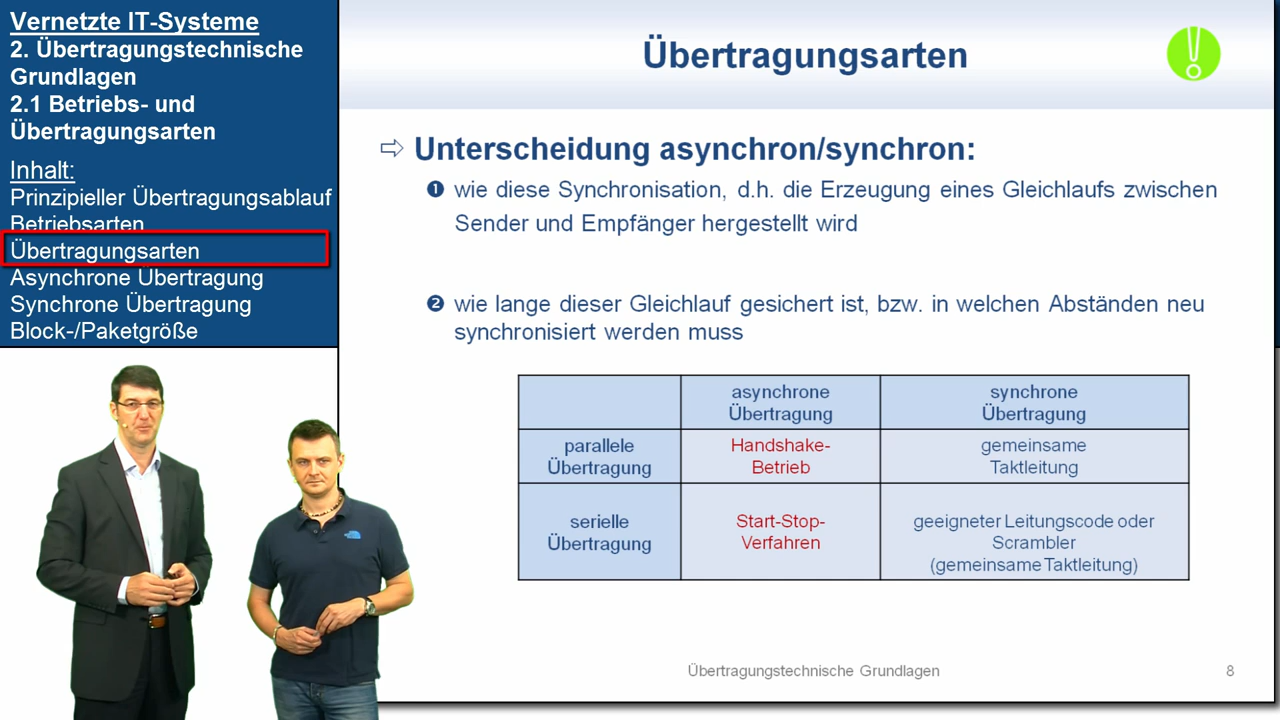 Vernetzte IT-Systeme
2. Übertragungstechnische
Grundlagen
2.1 Betriebs- und
Übertragungsarten
Inhalt:
Prinzipieller Übertragungsablauf
Betriebsarten
Übertragungsarten
Asynchrone Übertragung
Synchrone Übertragung
Block-/Paketgröße
Übertragungsarten
⇨ Unterscheidung asynchron/synchron:
❶ wie diese Synchronisation, d.h. die Erzeugung eines Gleichlaufs zwischen
Sender und Empfänger hergestellt wird
❷ wie lange dieser Gleichlauf gesichert ist, bzw. in welchen Abständen neu
synchronisiert werden muss
asynchrone
Übertragung
synchrone
Übertragung
parallele
Übertragung
Handshake-
Betrieb
gemeinsame
Taktleitung
serielle
Übertragung
Start-Stop-
Verfahren
geeigneter Leitungscode oder
Scrambler
(gemeinsame Taktleitung)
Übertragungstechnische Grundlagen
8